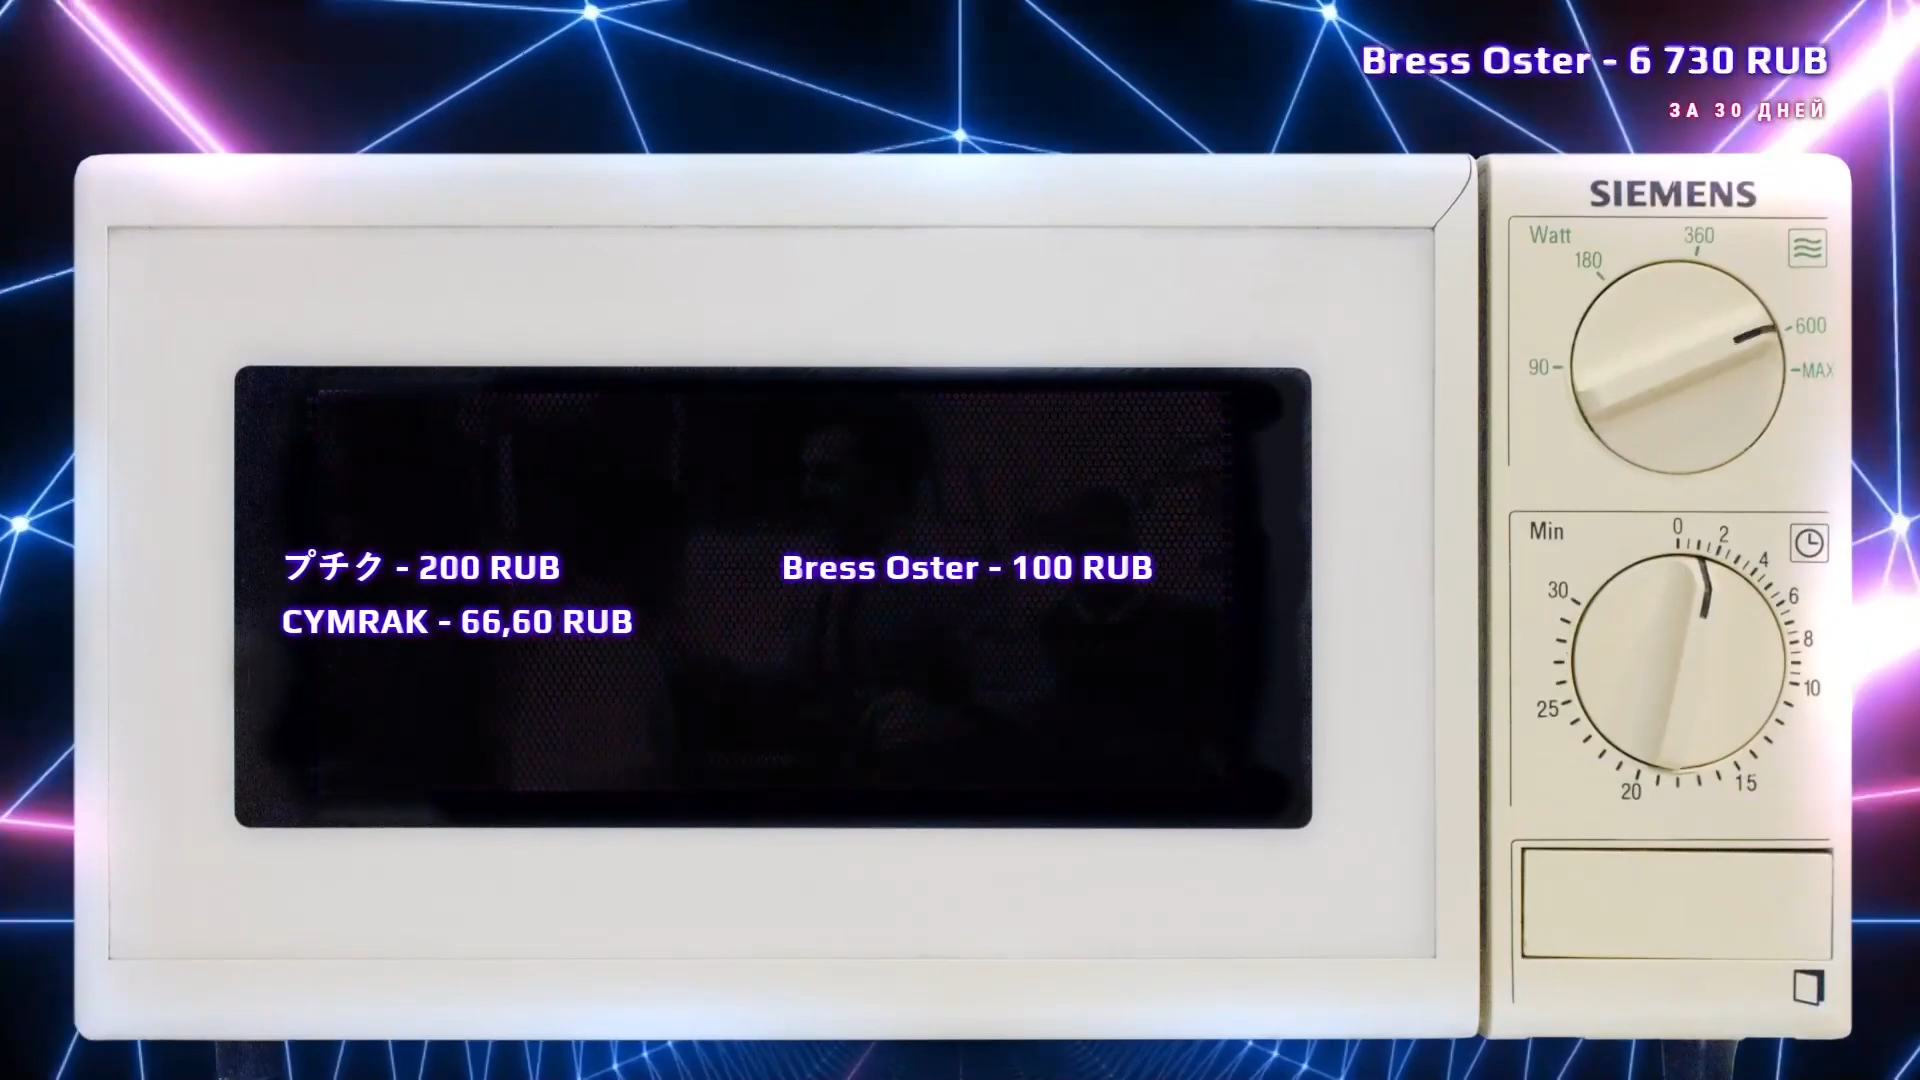 Bress Oster - 6 730 RUB
ЗА 30 ДНЕЙ
SIEMENS
Watt
90
180
360
600
MAX
プチク - 200 RUB
Bress Oster - 100 RUB
CYMRAK - 66,60 RUB
Min
0
2
4
6
8
10
15
20
25
30